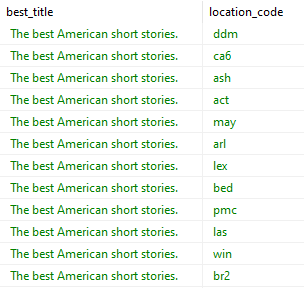 best_title location_code
The best American short stories. ddm
The best American short stories. ca6
The best American short stories. ash
The best American short stories. act
The best American short stories. may
The best American short stories. arl
The best American short stories. lex
The best American short stories. bed
The best American short stories. pmc
The best American short stories. las
The best American short stories. win
The best American short stories. br2